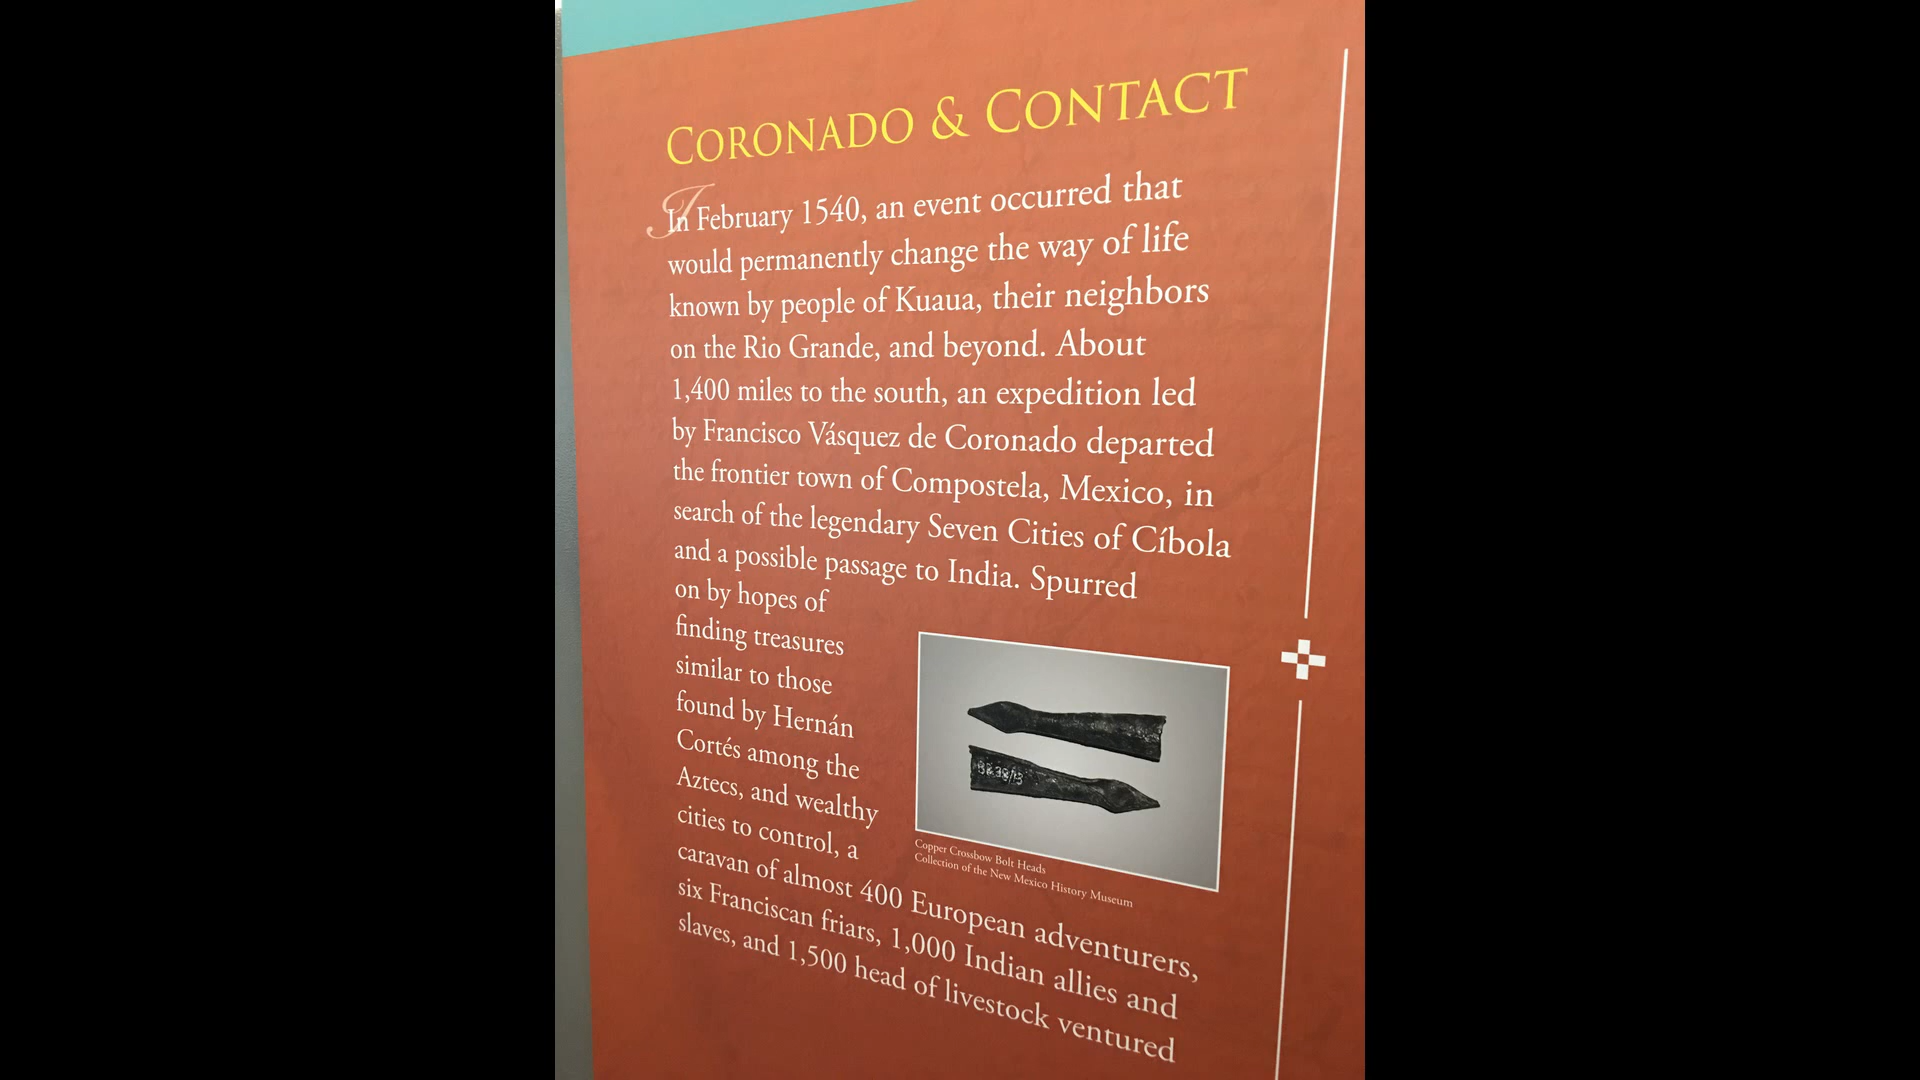 CORONADO & CONTACT
In February 1540, an event occurred that
would permanently change the way of life
known by people of Kuaua, their neighbors
on the Rio Grande, and beyond. About
1,400 miles to the south, an expedition led
by Francisco Vásquez de Coronado departed
the frontier town of Compostela, Mexico, in
search of the legendary Seven Cities of Cíbola
and a possible passage to India. Spurred
on by hopes of
finding treasures
similar to those
found by Hernán
Cortés among the
Aztecs, and wealthy
cities to control, a
caravan of almost 400 European adventurers,
six Franciscan friars, 1,000 Indian allies and
slaves, and 1,500 head of livestock ventured
Copper Crossbow Bolt Heads
Collection of the New Mexico History Museum